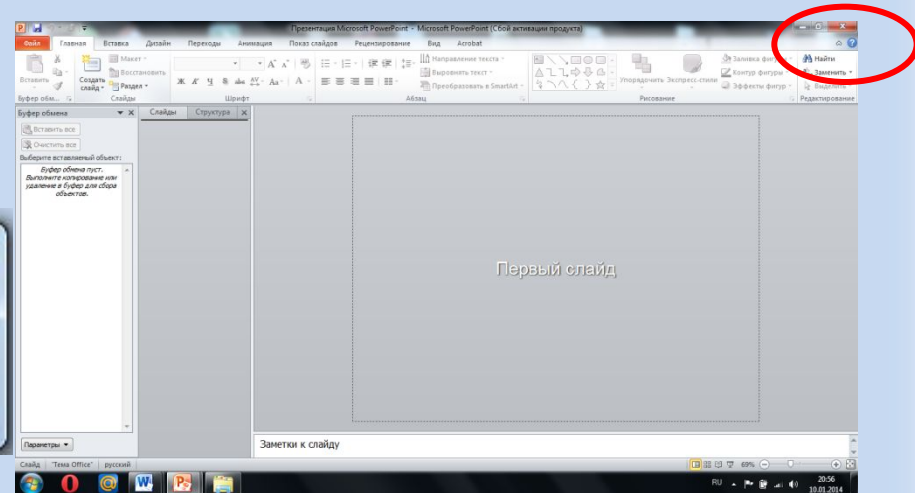 Презентация Microsoft PowerPoint - Microsoft PowerPoint (Сбой активации продукта)
Файл Главная Вставка Дизайн Переходы Анимация Показ слайдов Рецензирование Вид Acrobat
Вставить
Создать слайд
Макет
Восстановить
Раздел
Ж К Ч S abc AV Aa A
Направление текста
Выровнять текст
Преобразовать в SmartArt
Упорядочить Экспресс-стили
Заливка фигуры
Контур фигуры
Эффекты фигур
Найти
Заменить
Выделить
Буфер обм... Слайды Шрифт Абзац Рисование Редактирование
Буфер обмена
Слайды Структура
Вставить все
Очистить все
Выберите вставляемый объект:
Буфер обмена пуст.
Выполните копирование или
удаление в буфер для сбора
объектов.
Первый слайд
Параметры
Заметки к слайду
Слайд "Тема Office" русский 69%
RU 20:56
10.01.2014